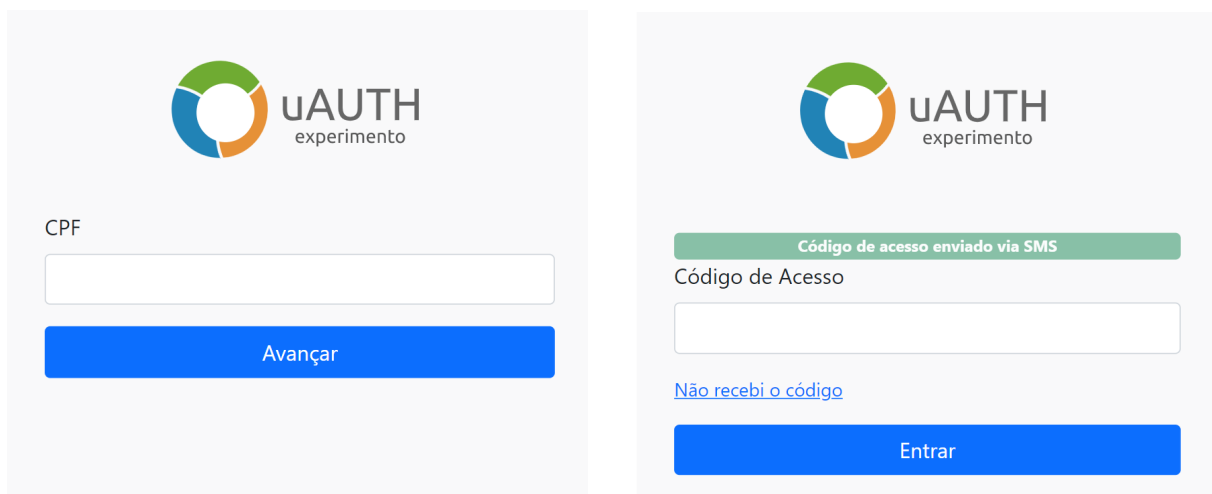 uAUTH
experimento
CPF
Avançar
uAUTH
experimento
Código de acesso enviado via SMS
Código de Acesso
Não recebi o código
Entrar